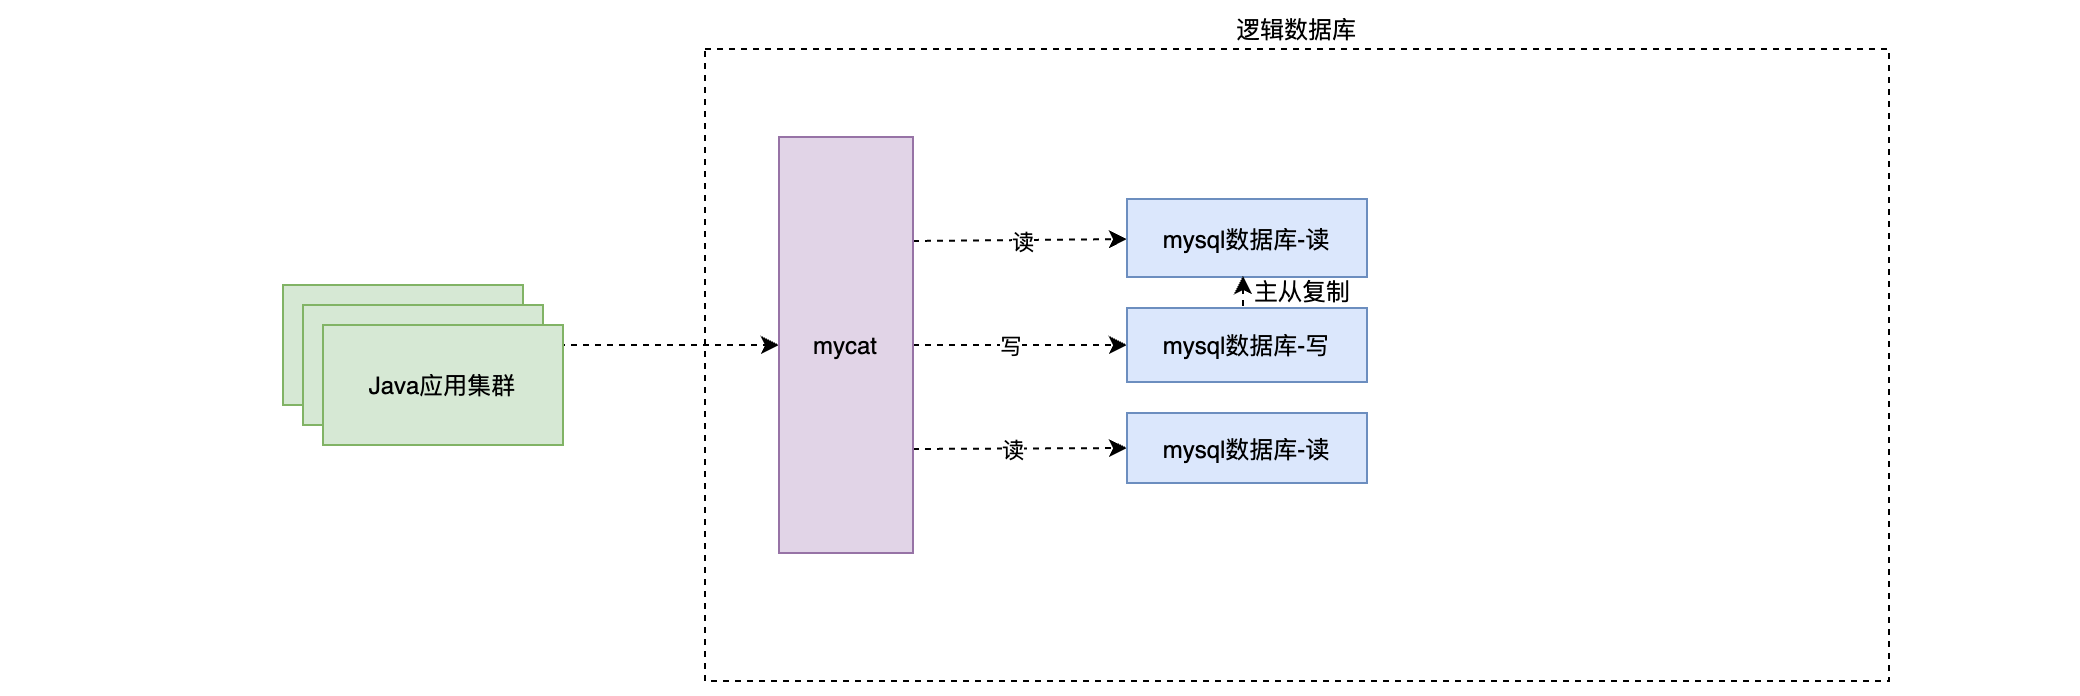 逻辑数据库
读
mysql数据库-读
主从复制
Java应用集群
mycat
写
mysql数据库-写
读
mysql数据库-读